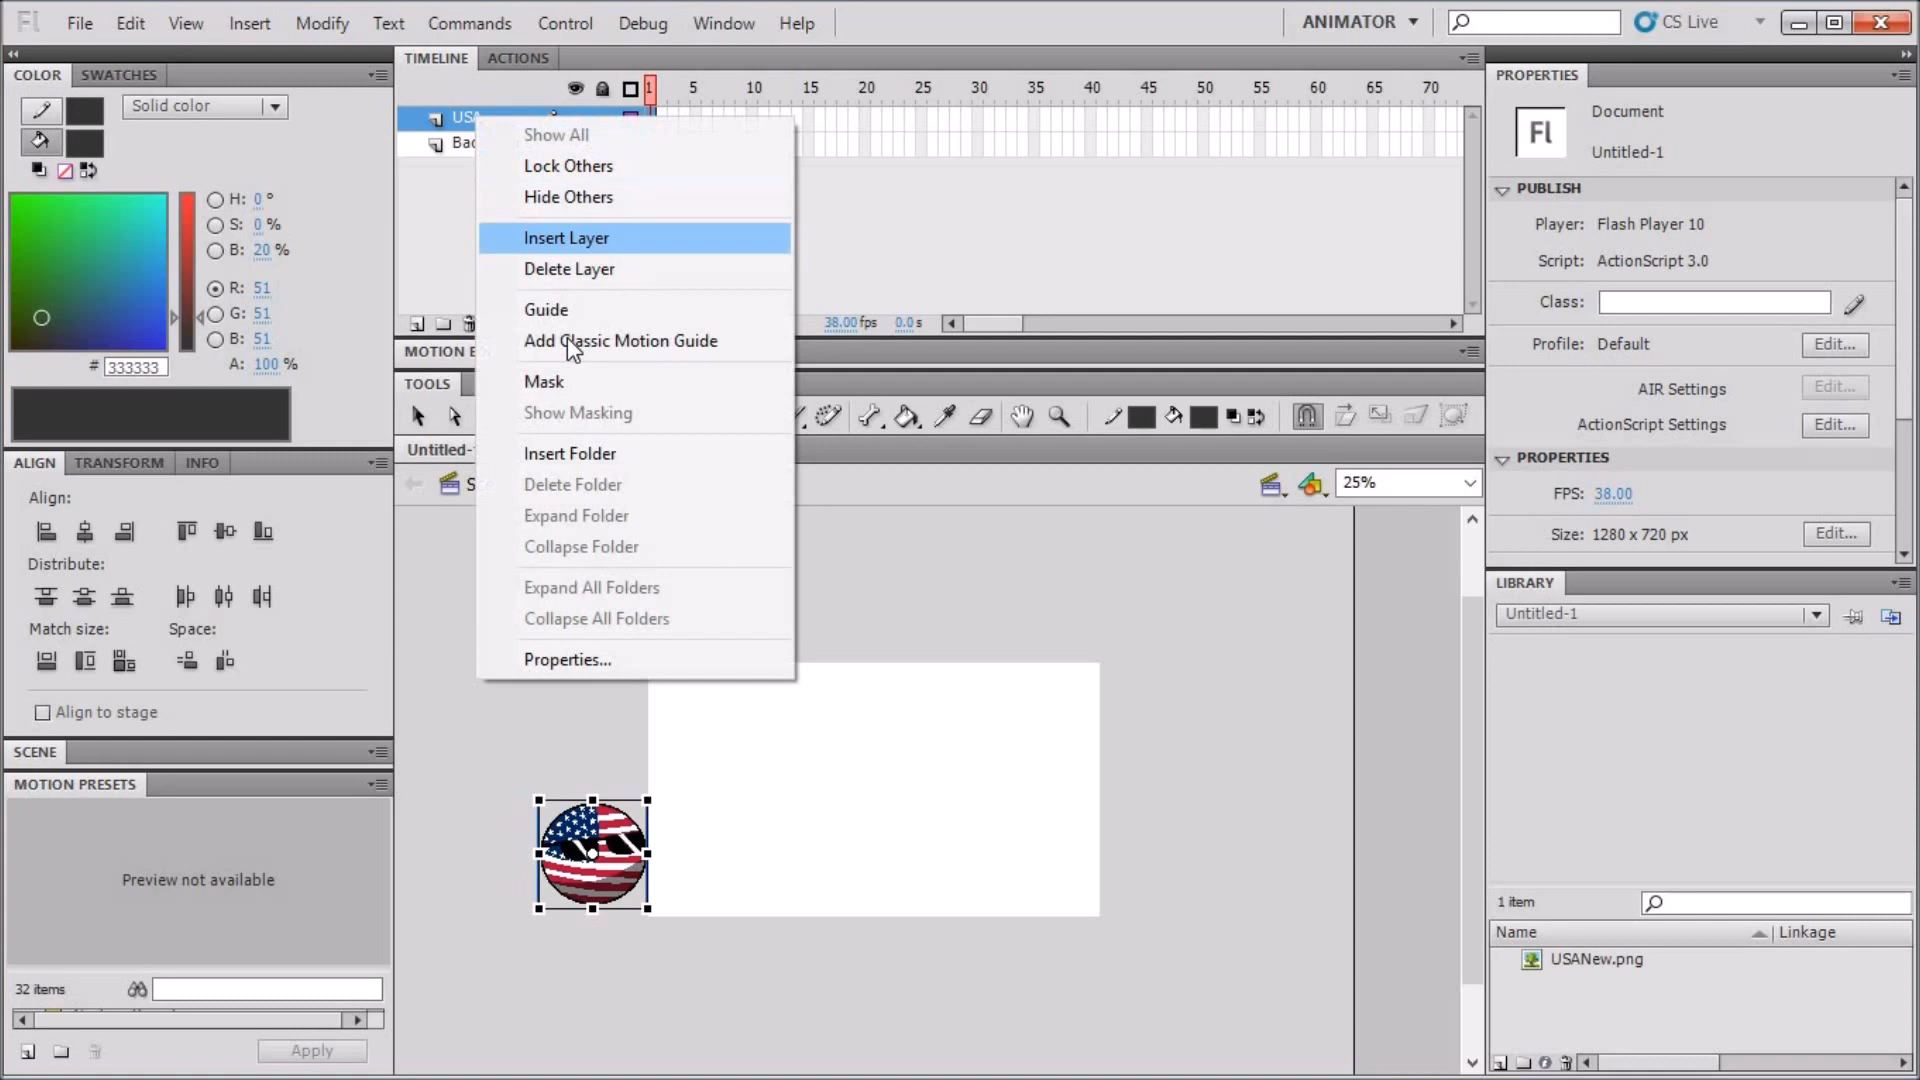 Fl File Edit View Insert Modify Text Commands Control Debug Window Help ANIMATOR CS Live
COLOR SWATCHES
Solid color
H: 0 °
S: 0 %
B: 20 %
R: 51
G: 51
B: 51
# 333333 A: 100 %
ALIGN TRANSFORM INFO
Align:
Distribute:
Match size: Space:
Align to stage
SCENE
MOTION PRESETS
Preview not available
32 items
Apply
TIMELINE ACTIONS
1 5 10 15 20 25 30 35 40 45 50 55 60 65 70
USA
Bac
38.00 fps 0.0 s
MOTION E
TOOLS
Untitled-
S
25%
Show All
Lock Others
Hide Others
Insert Layer
Delete Layer
Guide
Add Classic Motion Guide
Mask
Show Masking
Insert Folder
Delete Folder
Expand Folder
Collapse Folder
Expand All Folders
Collapse All Folders
Properties...
PROPERTIES
Fl
Document
Untitled-1
PUBLISH
Player: Flash Player 10
Script: ActionScript 3.0
Class:
Profile: Default Edit...
AIR Settings Edit...
ActionScript Settings Edit...
PROPERTIES
FPS: 38.00
Size: 1280 x 720 px Edit...
LIBRARY
Untitled-1
1 item
Name Linkage
USANew.png